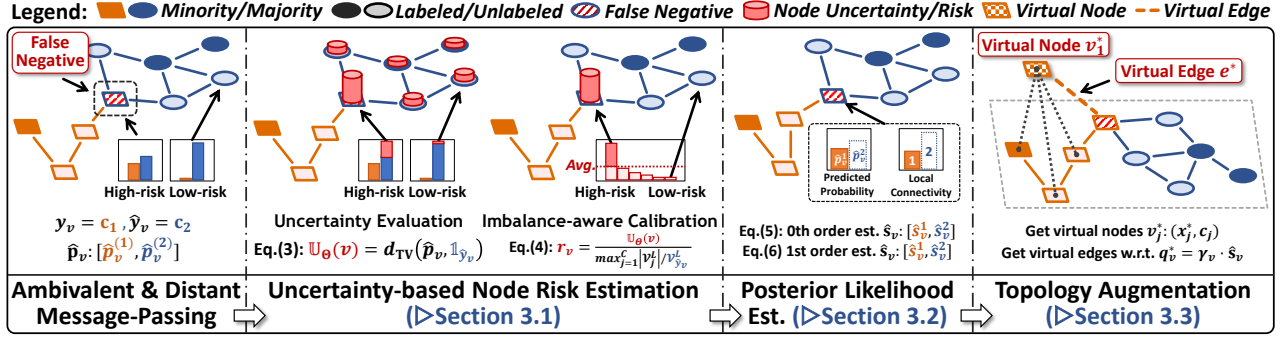 Legend: Minority/Majority Labeled/Unlabeled False Negative Node Uncertainty/Risk Virtual Node Virtual Edge
False
Negative
High-risk Low-risk
y_v = c_1 , ŷ_v = c_2
p̂_v: [p̂_v^(1), p̂_v^(2)]
Ambivalent & Distant
Message-Passing
High-risk Low-risk
Uncertainty Evaluation
Eq.(3): 𝕌_Θ(v) = d_TV(p̂_v, 𝟙_ŷ_v)
Avg.
High-risk Low-risk
Imbalance-aware Calibration
Eq.(4): r_v = 𝕌_Θ(v) / max_{j=1}^C |𝒱_j^L|/𝒱_ŷ_v^L
Uncertainty-based Node Risk Estimation
(▷Section 3.1)
p̂_v^1 p̂_v^2
1 2
Predicted
Probability
Local
Connectivity
Eq.(5): 0th order est. ŝ_v: [ŝ_v^1, ŝ_v^2]
Eq.(6) 1st order est. ŝ_v: [ŝ_v^1, ŝ_v^2]
Posterior Likelihood
Est. (▷Section 3.2)
Virtual Node v_1^*
Virtual Edge e^*
Get virtual nodes v_j^*: (x_j^*, c_j)
Get virtual edges w.r.t. q_v^* = γ_v · ŝ_v
Topology Augmentation
(▷Section 3.3)